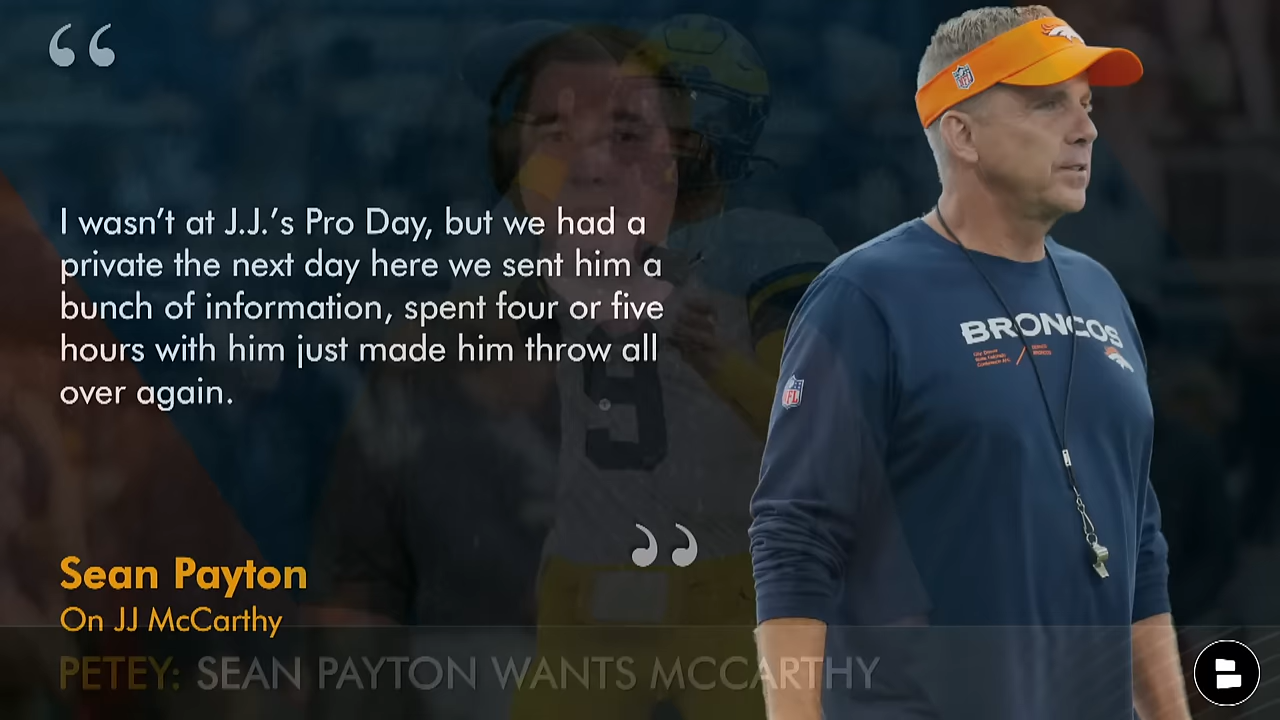 “
I wasn’t at J.J.’s Pro Day, but we had a
private the next day here we sent him a
bunch of information, spent four or five
hours with him just made him throw all
over again.
”
Sean Payton
On JJ McCarthy
PETEY: SEAN PAYTON WANTS MCCARTHY
BRONCOS
NFL
9